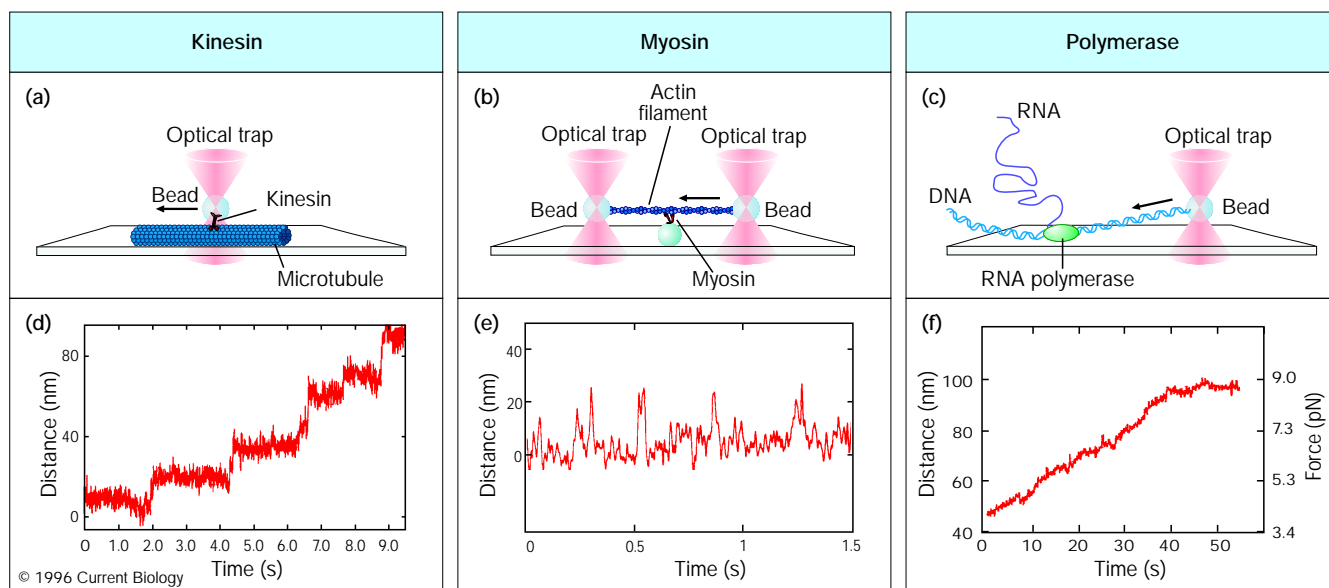 Kinesin
Myosin
Polymerase
(a)
Optical trap
Bead
Kinesin
Microtubule
(b)
Actin
filament
Optical trap
Optical trap
Bead
Bead
Myosin
(c)
RNA
Optical trap
DNA
Bead
RNA polymerase
(d)
Distance (nm)
80
40
0
0 1.0 2.0 3.0 4.0 5.0 6.0 7.0 8.0 9.0
Time (s)
© 1996 Current Biology
(e)
Distance (nm)
40
20
0
0 0.5 1 1.5
Time (s)
(f)
Distance (nm)
100
80
60
40
9.0
7.3
5.3
3.4
Force (pN)
0 10 20 30 40 50
Time (s)